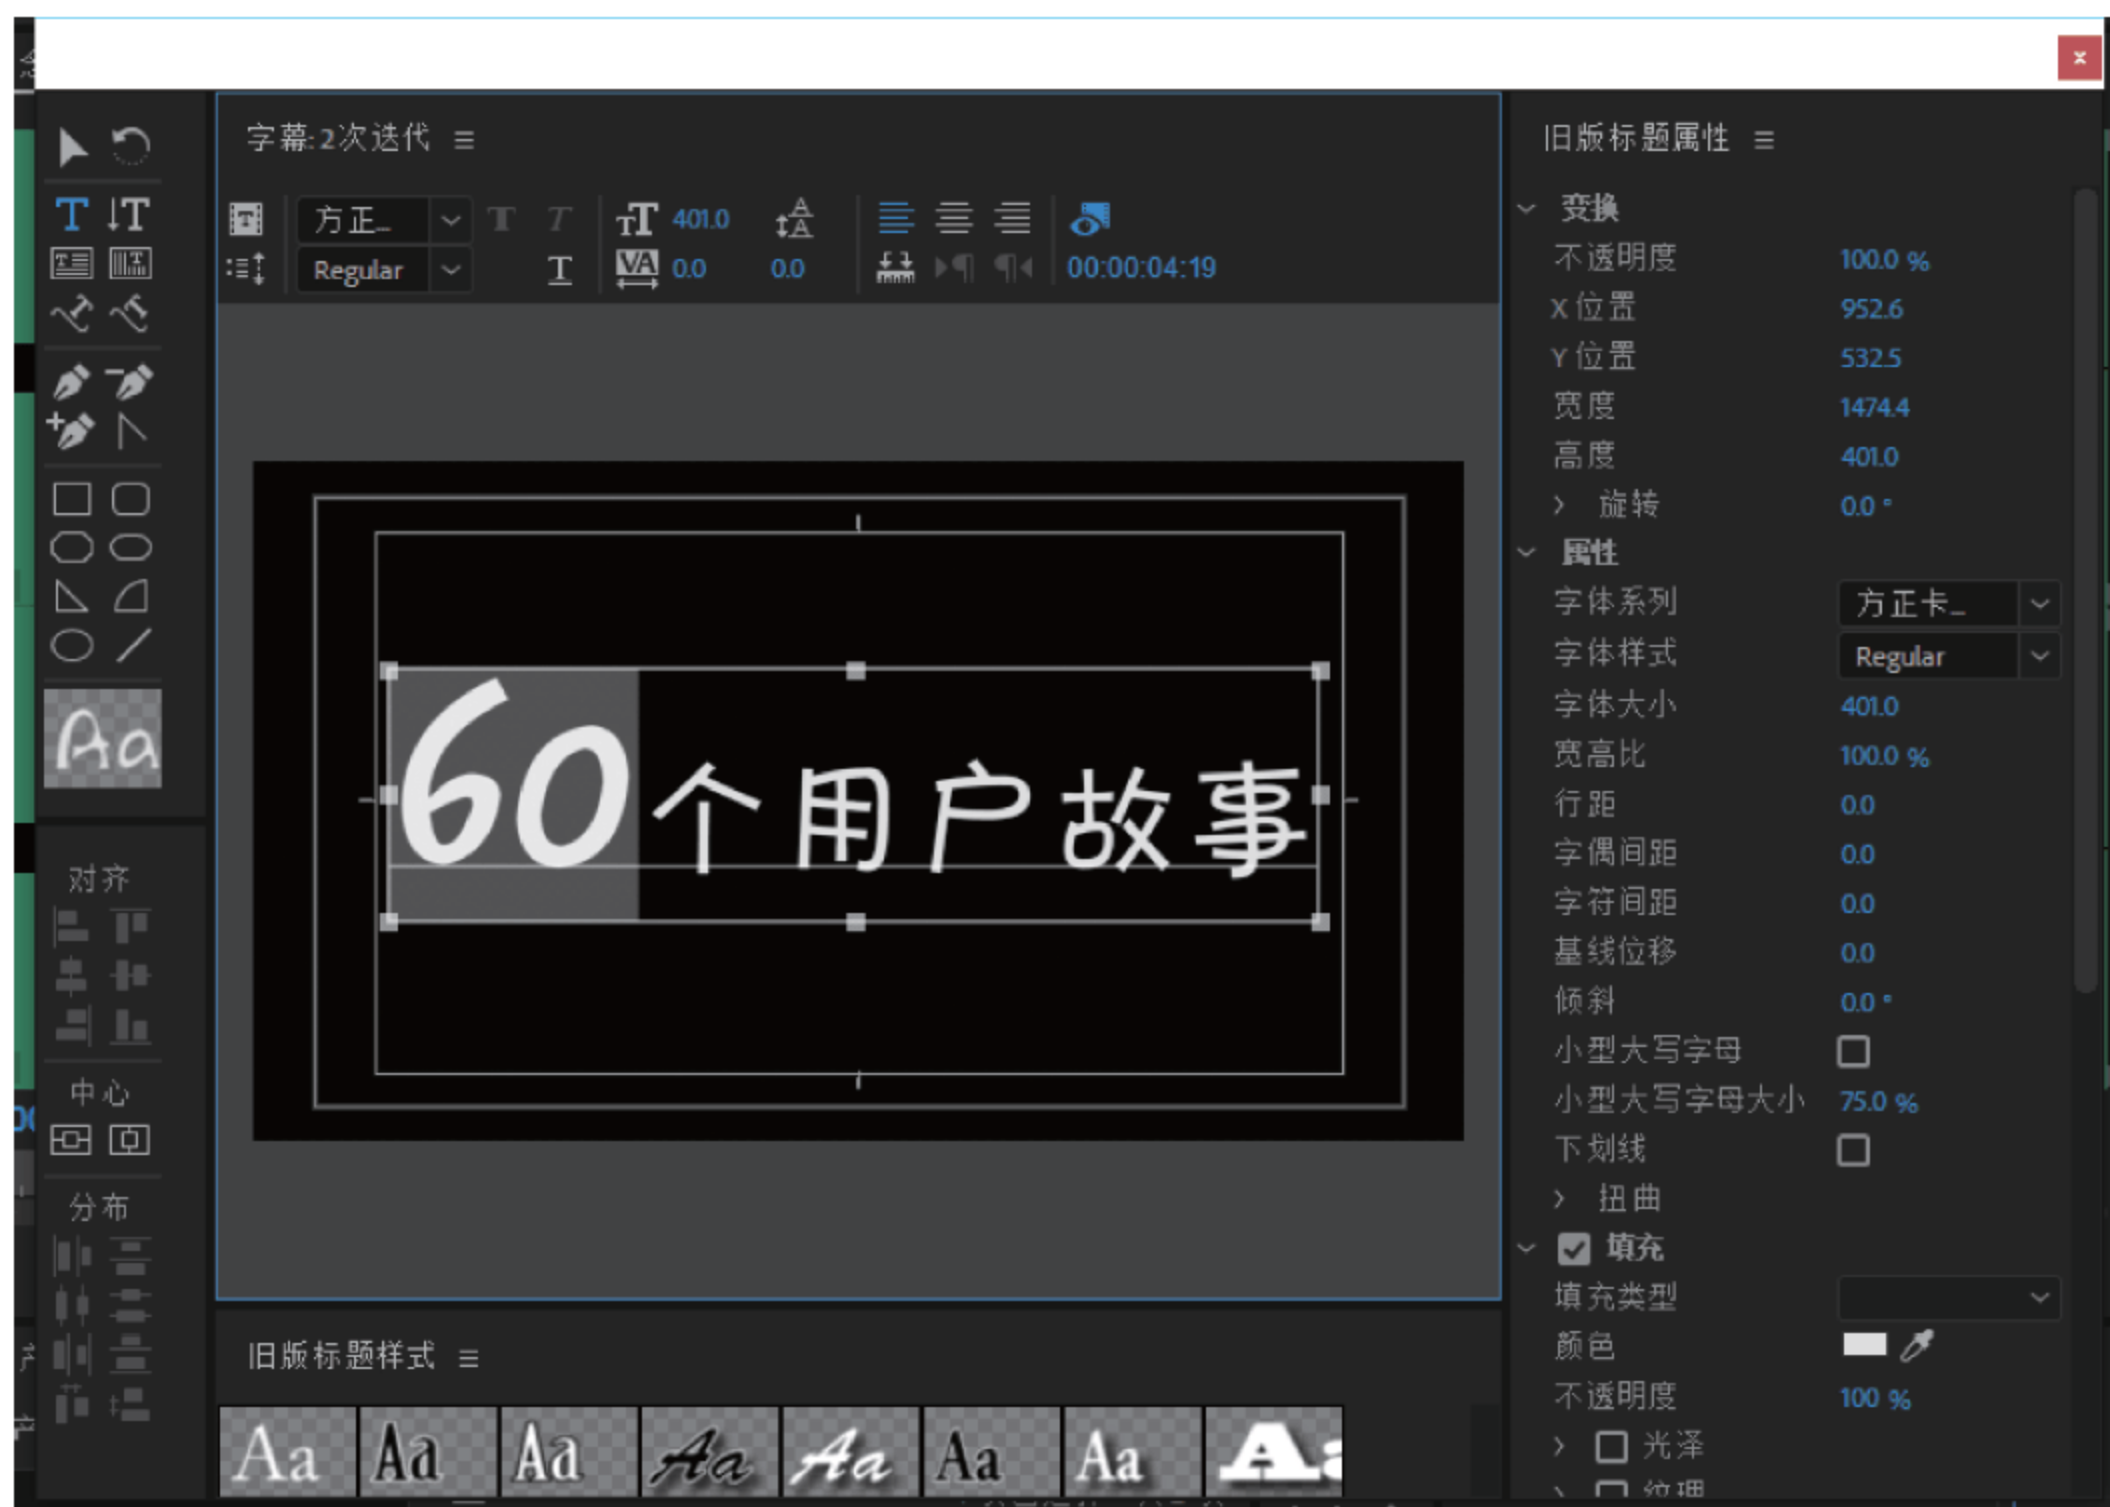 字幕: 2次迭代
旧版标题属性
方正...
401.0
Regular
0.0
0.0
00:00:04:19
变换
不透明度 100.0 %
X 位置 952.6
Y 位置 532.5
宽度 1474.4
高度 401.0
旋转 0.0 °
属性
字体系列 方正卡...
字体样式 Regular
字体大小 401.0
宽高比 100.0 %
行距 0.0
字偶间距 0.0
字符间距 0.0
基线位移 0.0
倾斜 0.0 °
小型大写字母
小型大写字母大小 75.0 %
下划线
扭曲
填充
填充类型
颜色
不透明度 100 %
光泽
纹理
60个用户故事
Aa
对齐
中心
分布
旧版标题样式
Aa Aa Aa Aa Aa Aa Aa Aa